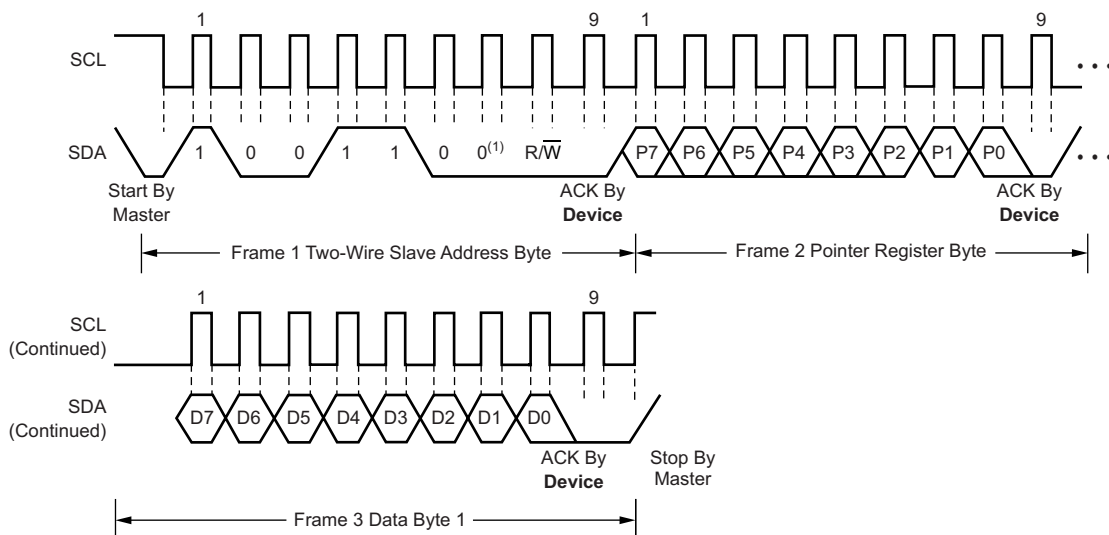 1 9 1 9
SCL ...
SDA 1 0 0 1 1 0 0(1) R/W̅ P7 P6 P5 P4 P3 P2 P1 P0 ...
Start By
Master
ACK By
Device
ACK By
Device
Frame 1 Two-Wire Slave Address Byte
Frame 2 Pointer Register Byte
1 9
SCL
(Continued)
SDA
(Continued)
D7 D6 D5 D4 D3 D2 D1 D0
ACK By
Device
Stop By
Master
Frame 3 Data Byte 1